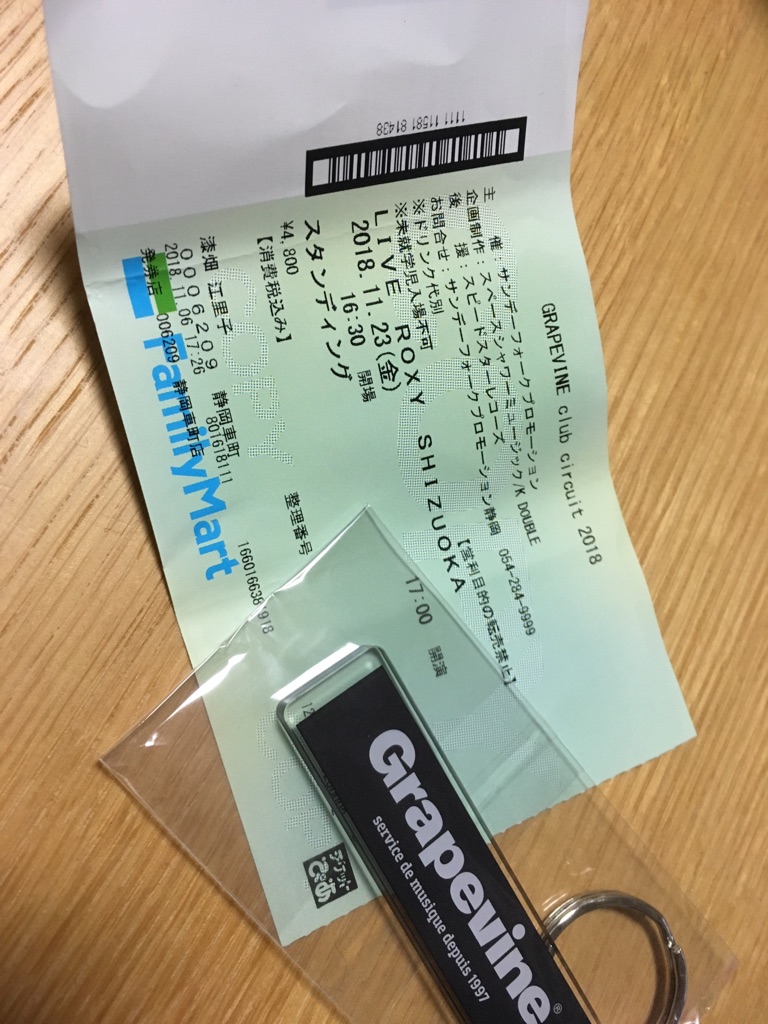 1111 11581 81438
GRAPEVINE club circuit 2018
主　催：サンデーフォークプロモーション
企画制作：スペースシャワーミュージック/K DOUBLE
後　援：スピードスターレコーズ
お問合せ：サンデーフォークプロモーション静岡 054-284-9999
※ドリンク代別
※未就学児入場不可 【営利目的の転売禁止】
LIVE ROXY SHIZUOKA
2018. 11. 23(金)
16:30 開場 17:00 開演
スタンディング
¥4,800
【消費税込み】
整理番号
漆畑 江里子 静岡車町
0006209 801618111
2018.11.06 17:26
発券店 006209 静岡車町店
FamilyMart
チケットぴあ
Grapevine®
service de musique depuis 1997